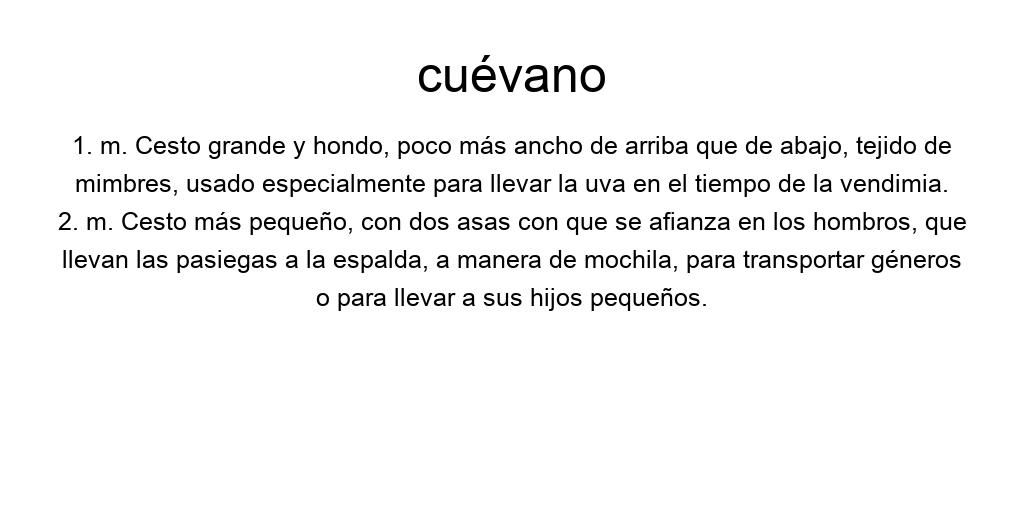 cuévano
1. m. Cesto grande y hondo, poco más ancho de arriba que de abajo, tejido de
mimbres, usado especialmente para llevar la uva en el tiempo de la vendimia.
2. m. Cesto más pequeño, con dos asas con que se afianza en los hombros, que
llevan las pasiegas a la espalda, a manera de mochila, para transportar géneros
o para llevar a sus hijos pequeños.